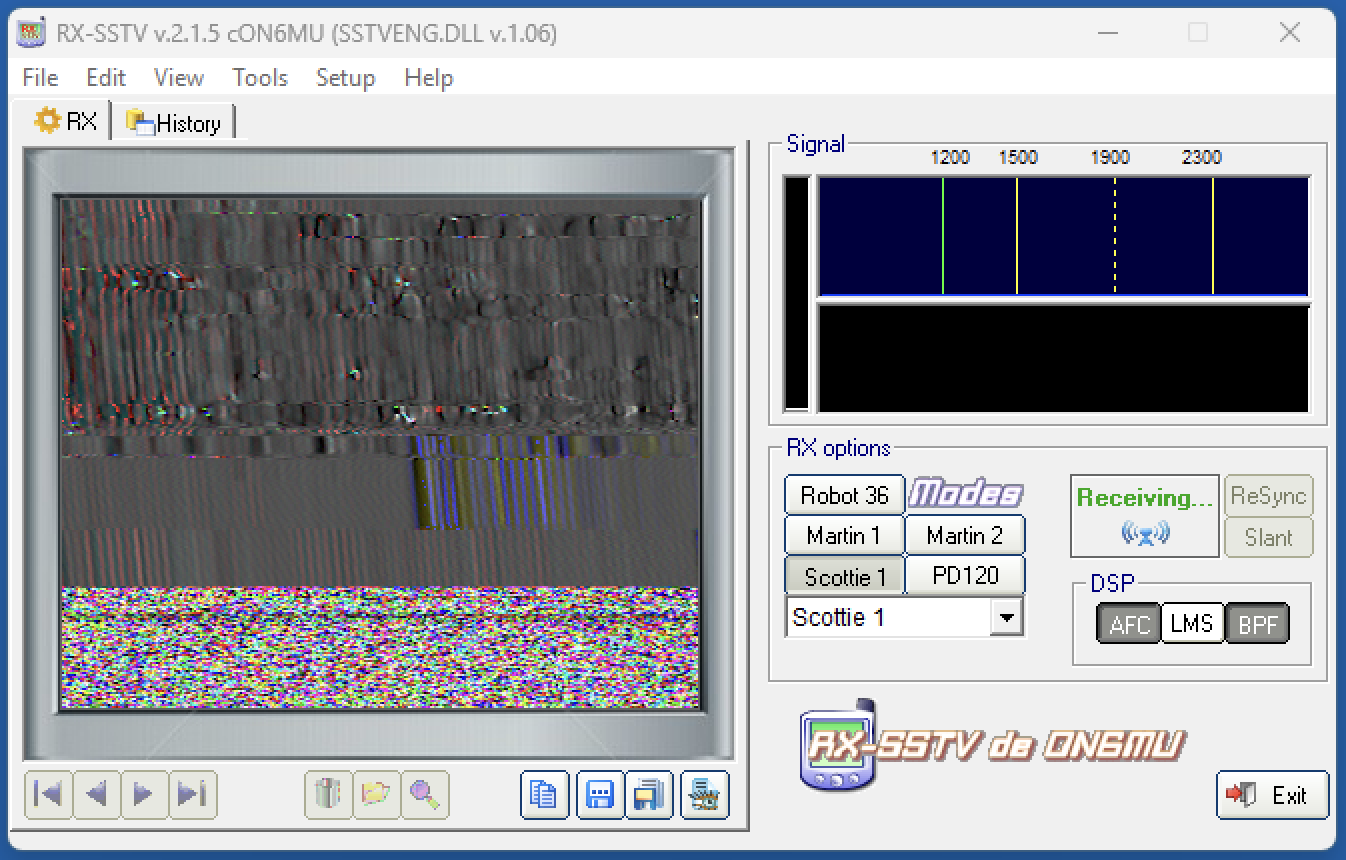 RX-SSTV v.2.1.5 cON6MU (SSTVENG.DLL v.1.06)
File Edit View Tools Setup Help
RX History
Signal
1200 1500 1900 2300
RX options
Robot 36 Modes
Martin 1 Martin 2
Scottie 1 PD120
Scottie 1
Receiving... ReSync
Slant
DSP
AFC LMS BPF
RX-SSTV de ON6MU
Exit